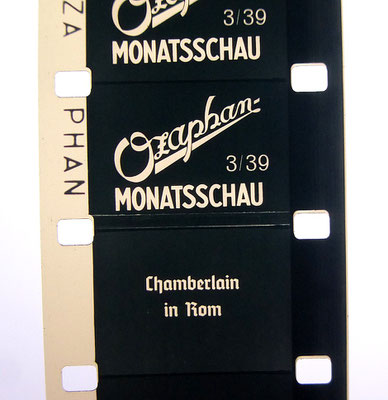 ZA
PHAN
Ozaphan-
3/39
MONATSSCHAU
Ozaphan-
3/39
MONATSSCHAU
Chamberlain
in Rom